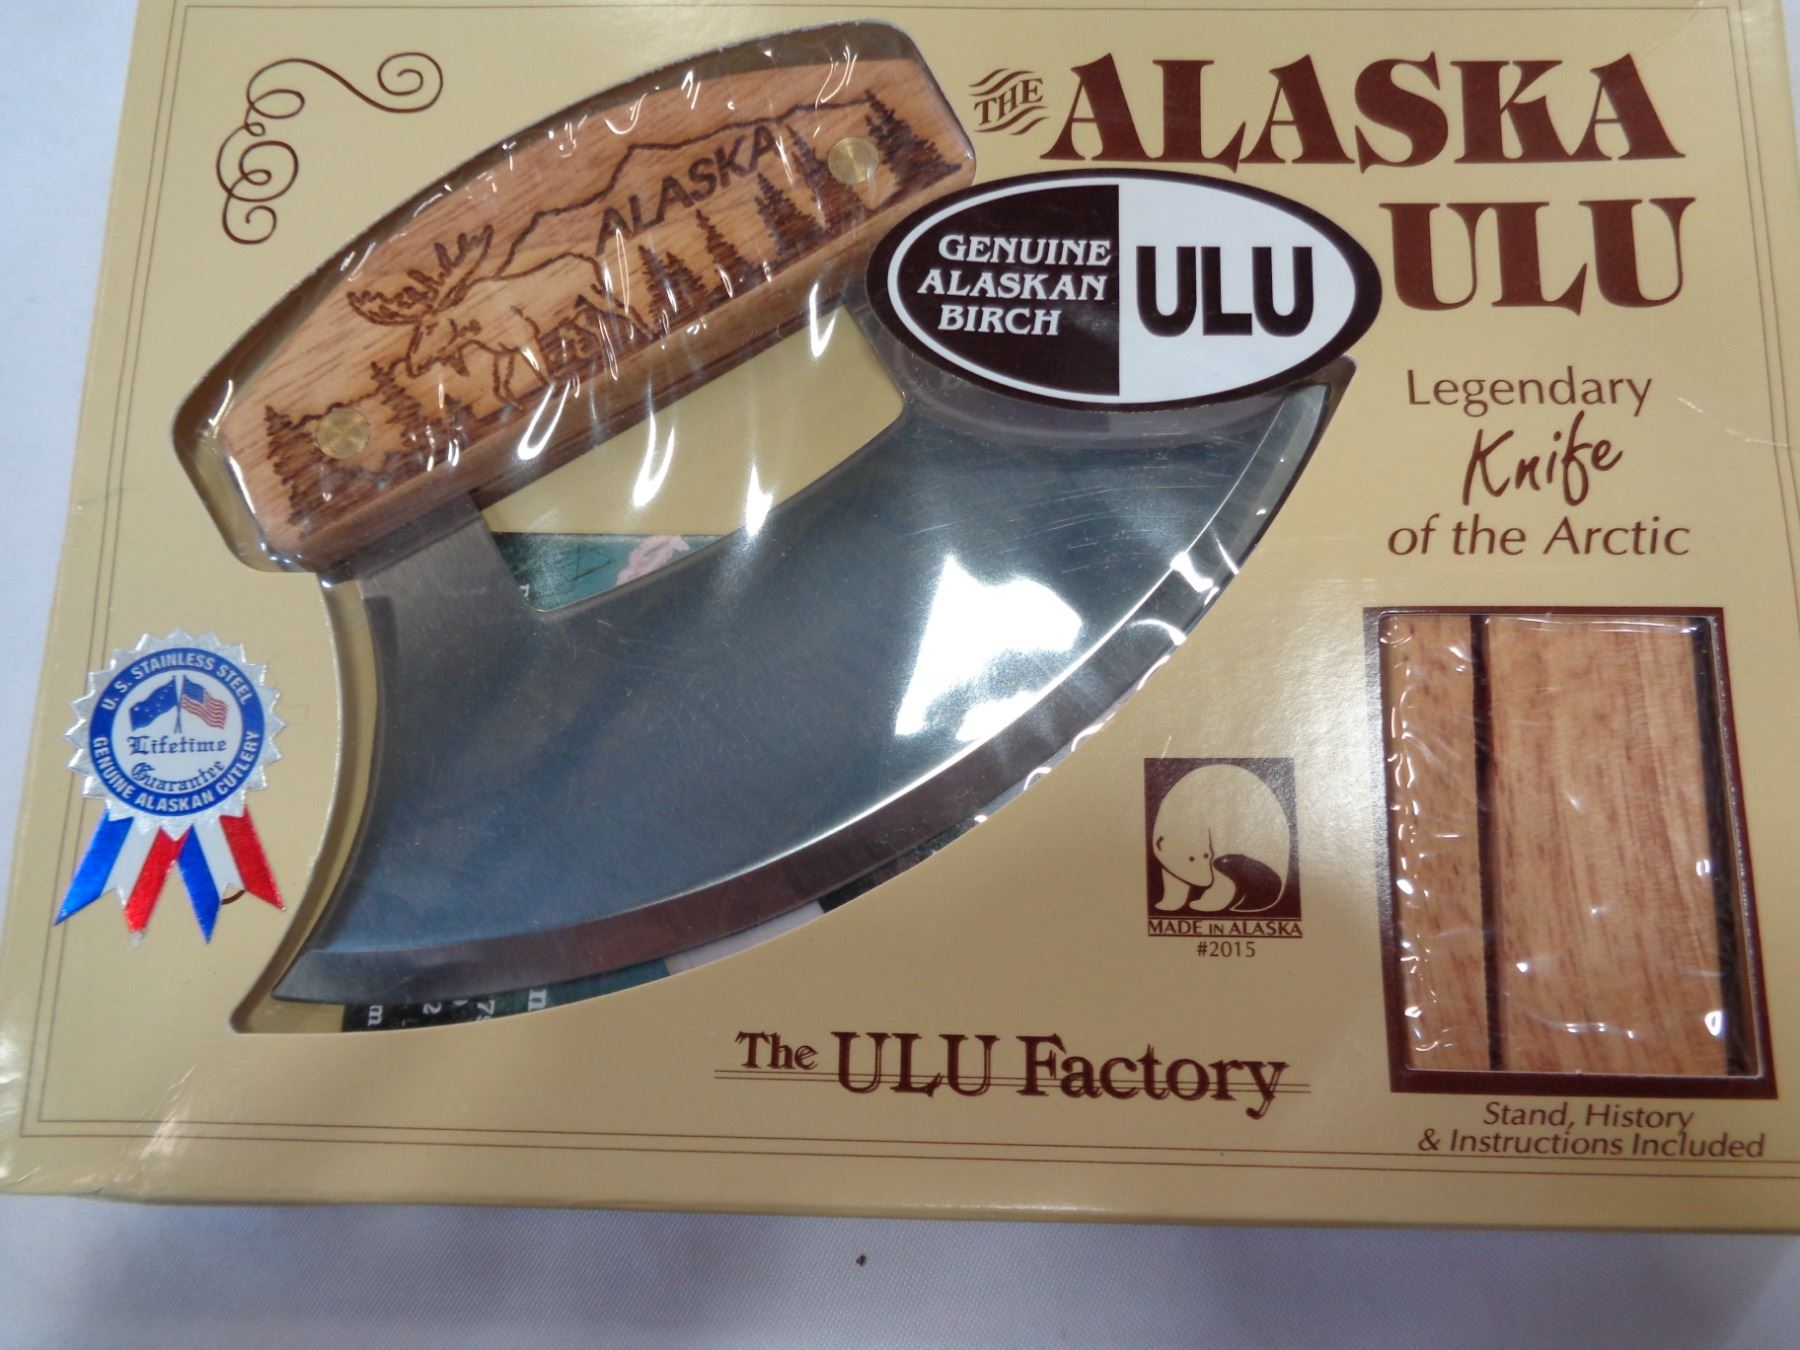 THE ALASKA
ULU
ALASKA
GENUINE
ALASKAN
BIRCH
ULU
Legendary
Knife
of the Arctic
U. S. STAINLESS STEEL
Lifetime
Guarantee
GENUINE ALASKAN CUTLERY
MADE IN ALASKA
#2015
The ULU Factory
Stand, History
& Instructions Included